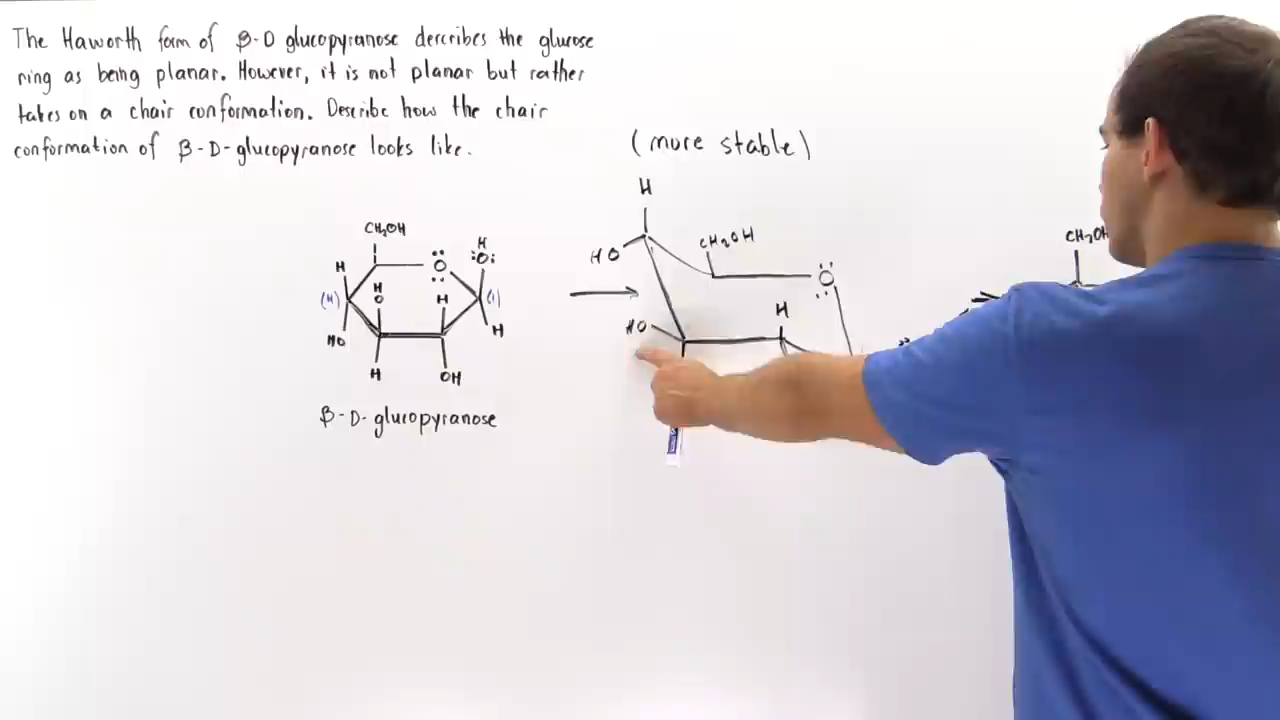 The Haworth form of β-D glucopyranose describes the glucose
ring as being planar. However, it is not planar but rather
takes on a chair conformation. Describe how the chair
conformation of β-D-glucopyranose looks like.
(more stable)
H
CH₂OH
HO
CH₂OH
O
HO
H
CH₂OH
H
O
H
O
(4)
H
O
H
(1)
HO
H
H
OH
β-D-glucopyranose